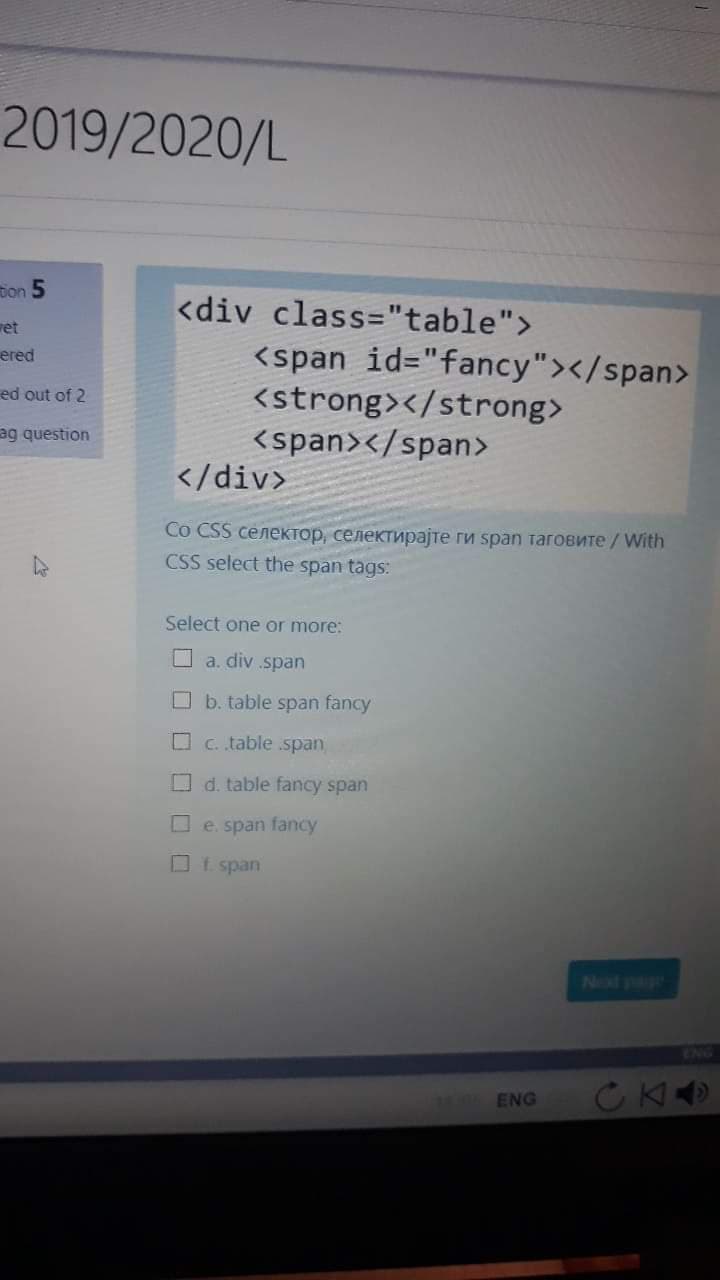 2019/2020/L
tion 5
yet
ered
ed out of 2
ag question
<div class="table">
<span id="fancy"></span>
<strong></strong>
<span></span>
</div>
Со CSS селектор, селектирајте ги span таговите / With
CSS select the span tags:
Select one or more:
a. div .span
b. table span fancy
c. .table .span
d. table fancy span
e. span fancy
f. span
Next page
ENG
ENG